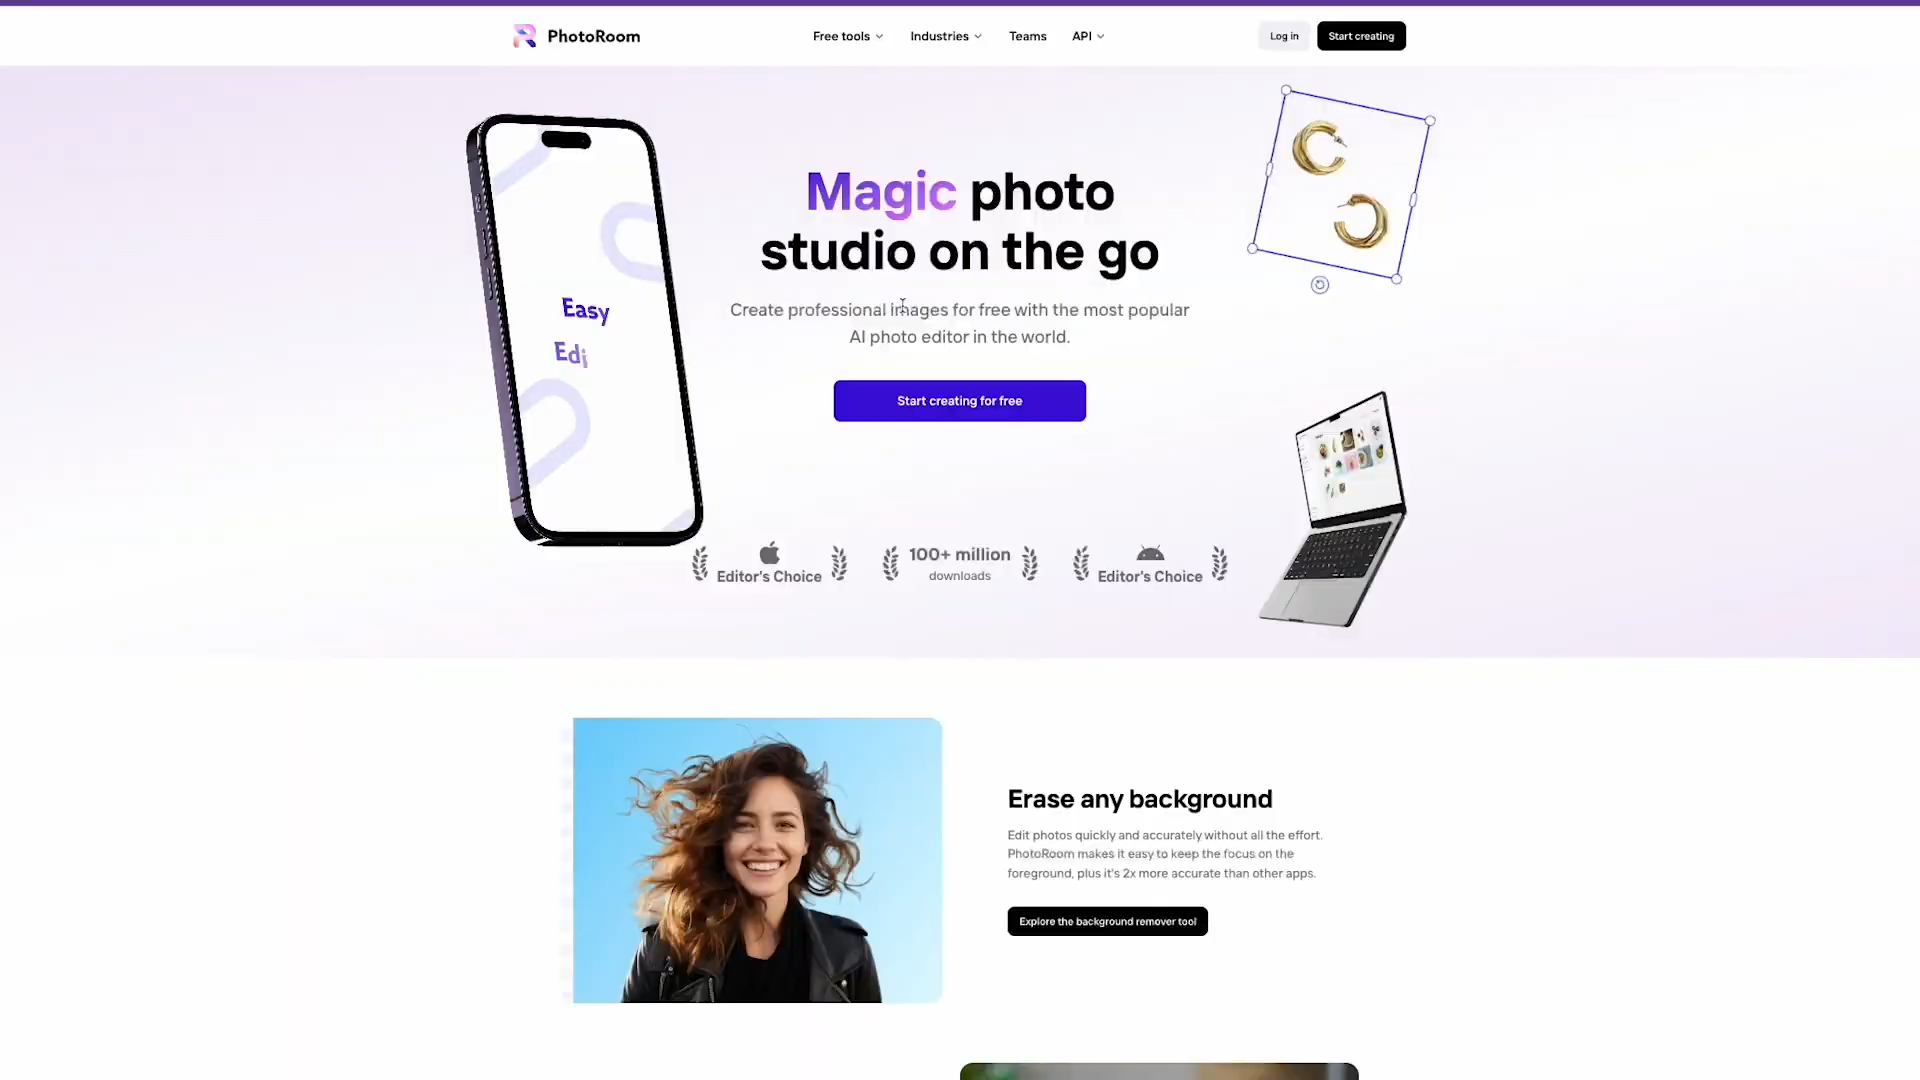 PhotoRoom
Free tools
Industries
Teams
API
Log in
Start creating
Easy
Edi
Magic photo
studio on the go
Create professional images for free with the most popular
AI photo editor in the world.
Start creating for free
Editor's Choice
100+ million
downloads
Editor's Choice
Erase any background
Edit photos quickly and accurately without all the effort.
PhotoRoom makes it easy to keep the focus on the
foreground, plus it's 2x more accurate than other apps.
Explore the background remover tool